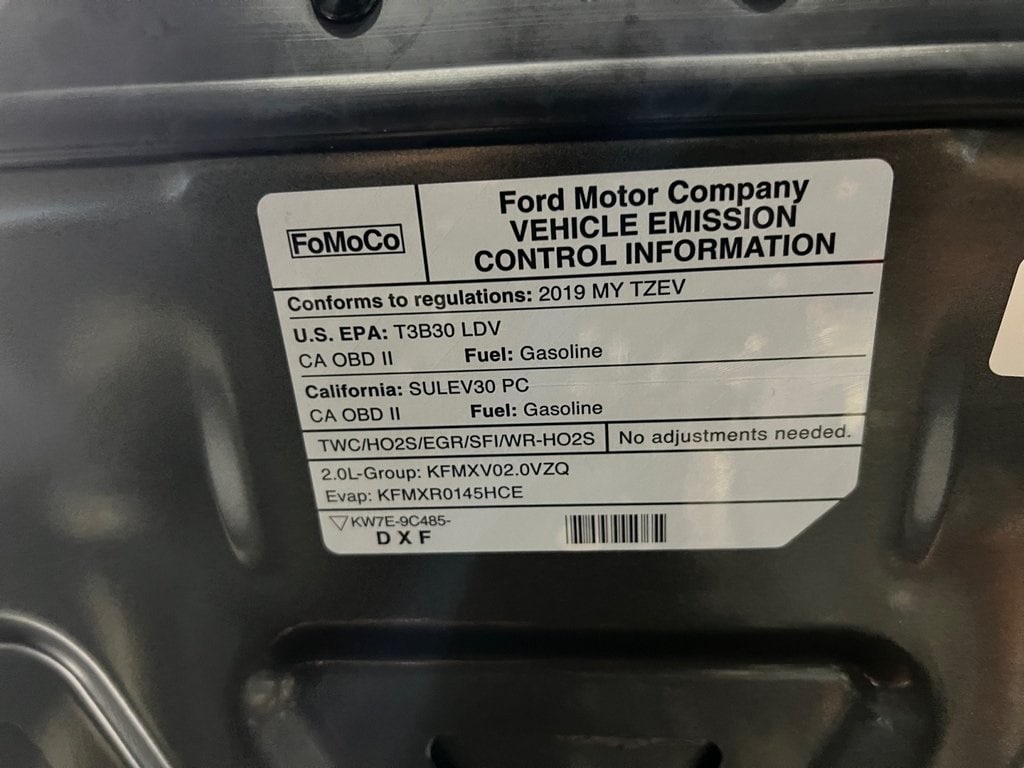 FoMoCo
Ford Motor Company
VEHICLE EMISSION
CONTROL INFORMATION
Conforms to regulations: 2019 MY TZEV
U.S. EPA: T3B30 LDV
CA OBD II Fuel: Gasoline
California: SULEV30 PC
CA OBD II Fuel: Gasoline
TWC/HO2S/EGR/SFI/WR-HO2S No adjustments needed.
2.0L-Group: KFMXV02.0VZQ
Evap: KFMXR0145HCE
KW7E-9C485-
D X F